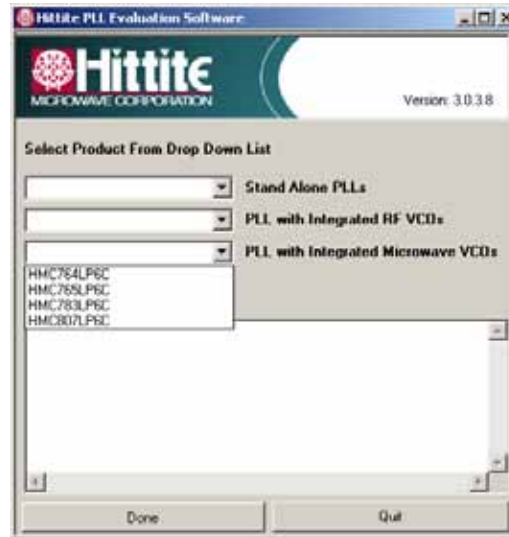 Hittite PLL Evaluation Software
Hittite
MICROWAVE CORPORATION
Version: 3.0.3.8
Select Product From Drop Down List
Stand Alone PLLs
PLL with Integrated RF VCOs
PLL with Integrated Microwave VCOs
HMC764LP6C
HMC765LP6C
HMC783LP6C
HMC807LP6C
Done
Quit